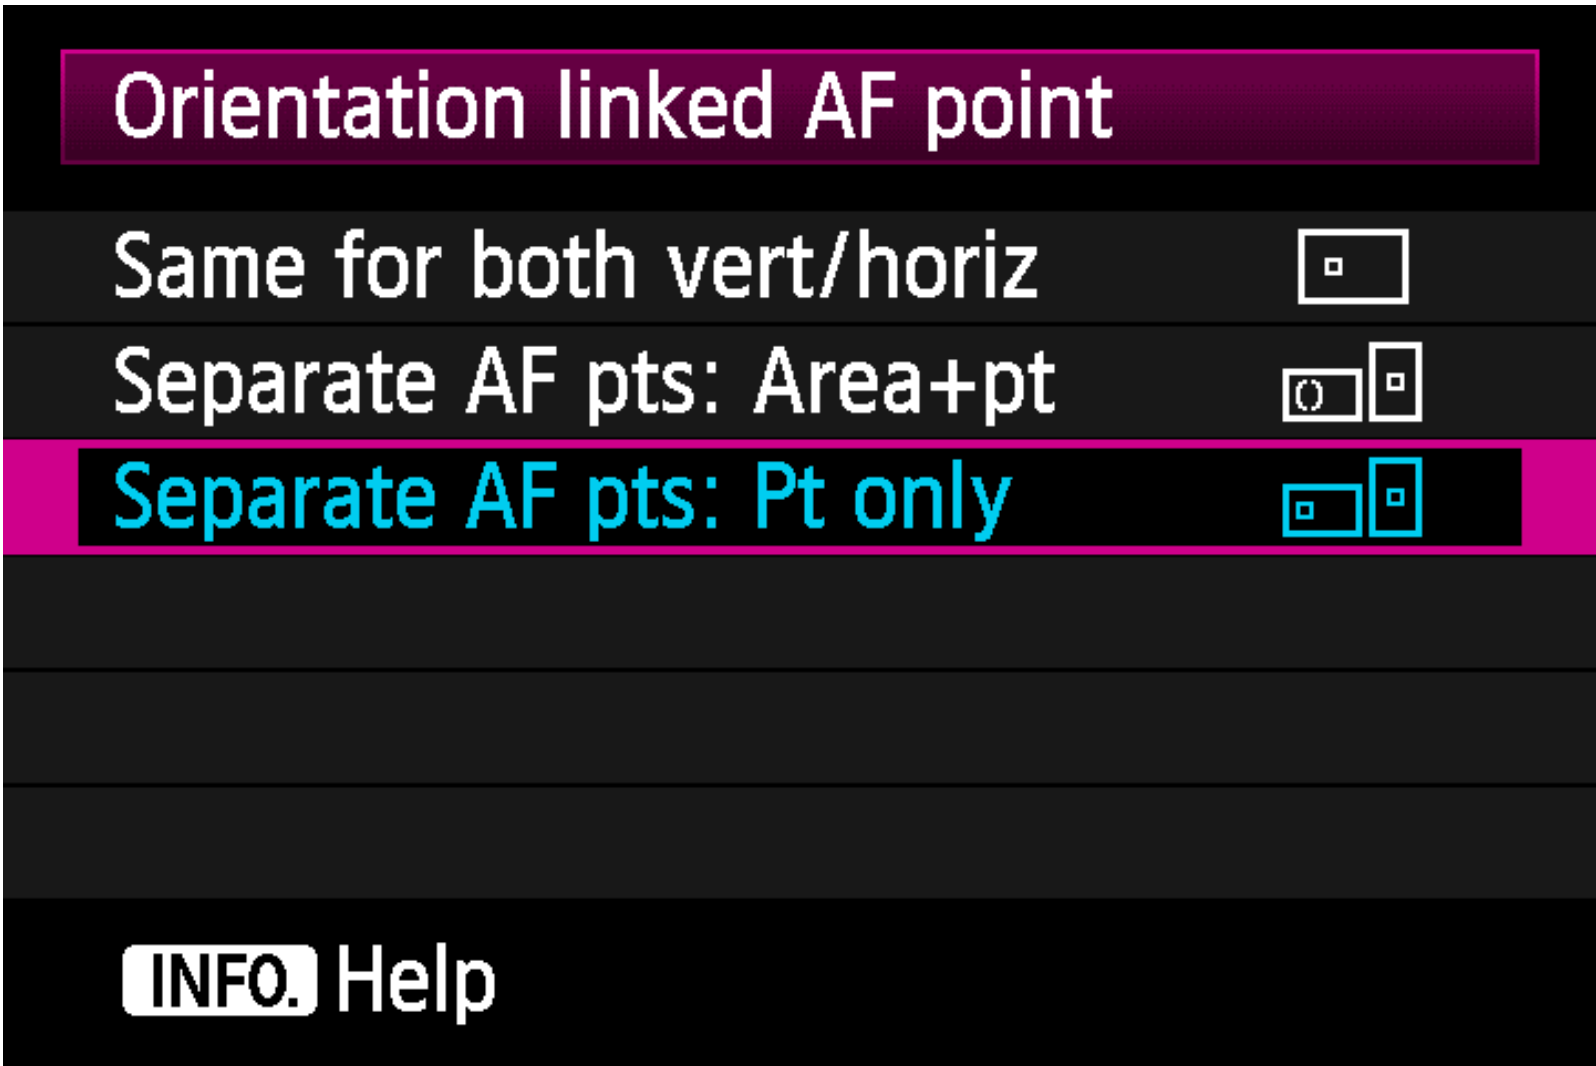 Orientation linked AF point
Same for both vert/horiz
Separate AF pts: Area+pt
Separate AF pts: Pt only
INFO. Help